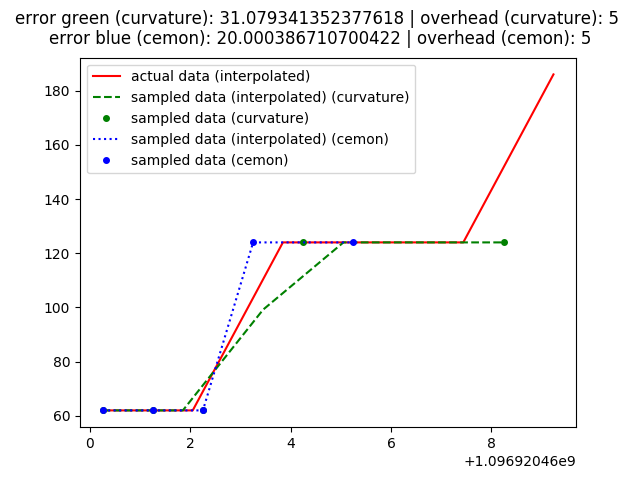 error green (curvature): 31.079341352377618 | overhead (curvature): 5
error blue (cemon): 20.000386710700422 | overhead (cemon): 5
actual data (interpolated)
sampled data (interpolated) (curvature)
sampled data (curvature)
sampled data (interpolated) (cemon)
sampled data (cemon)
180
160
140
120
100
80
60
0 2 4 6 8
+1.09692046e9